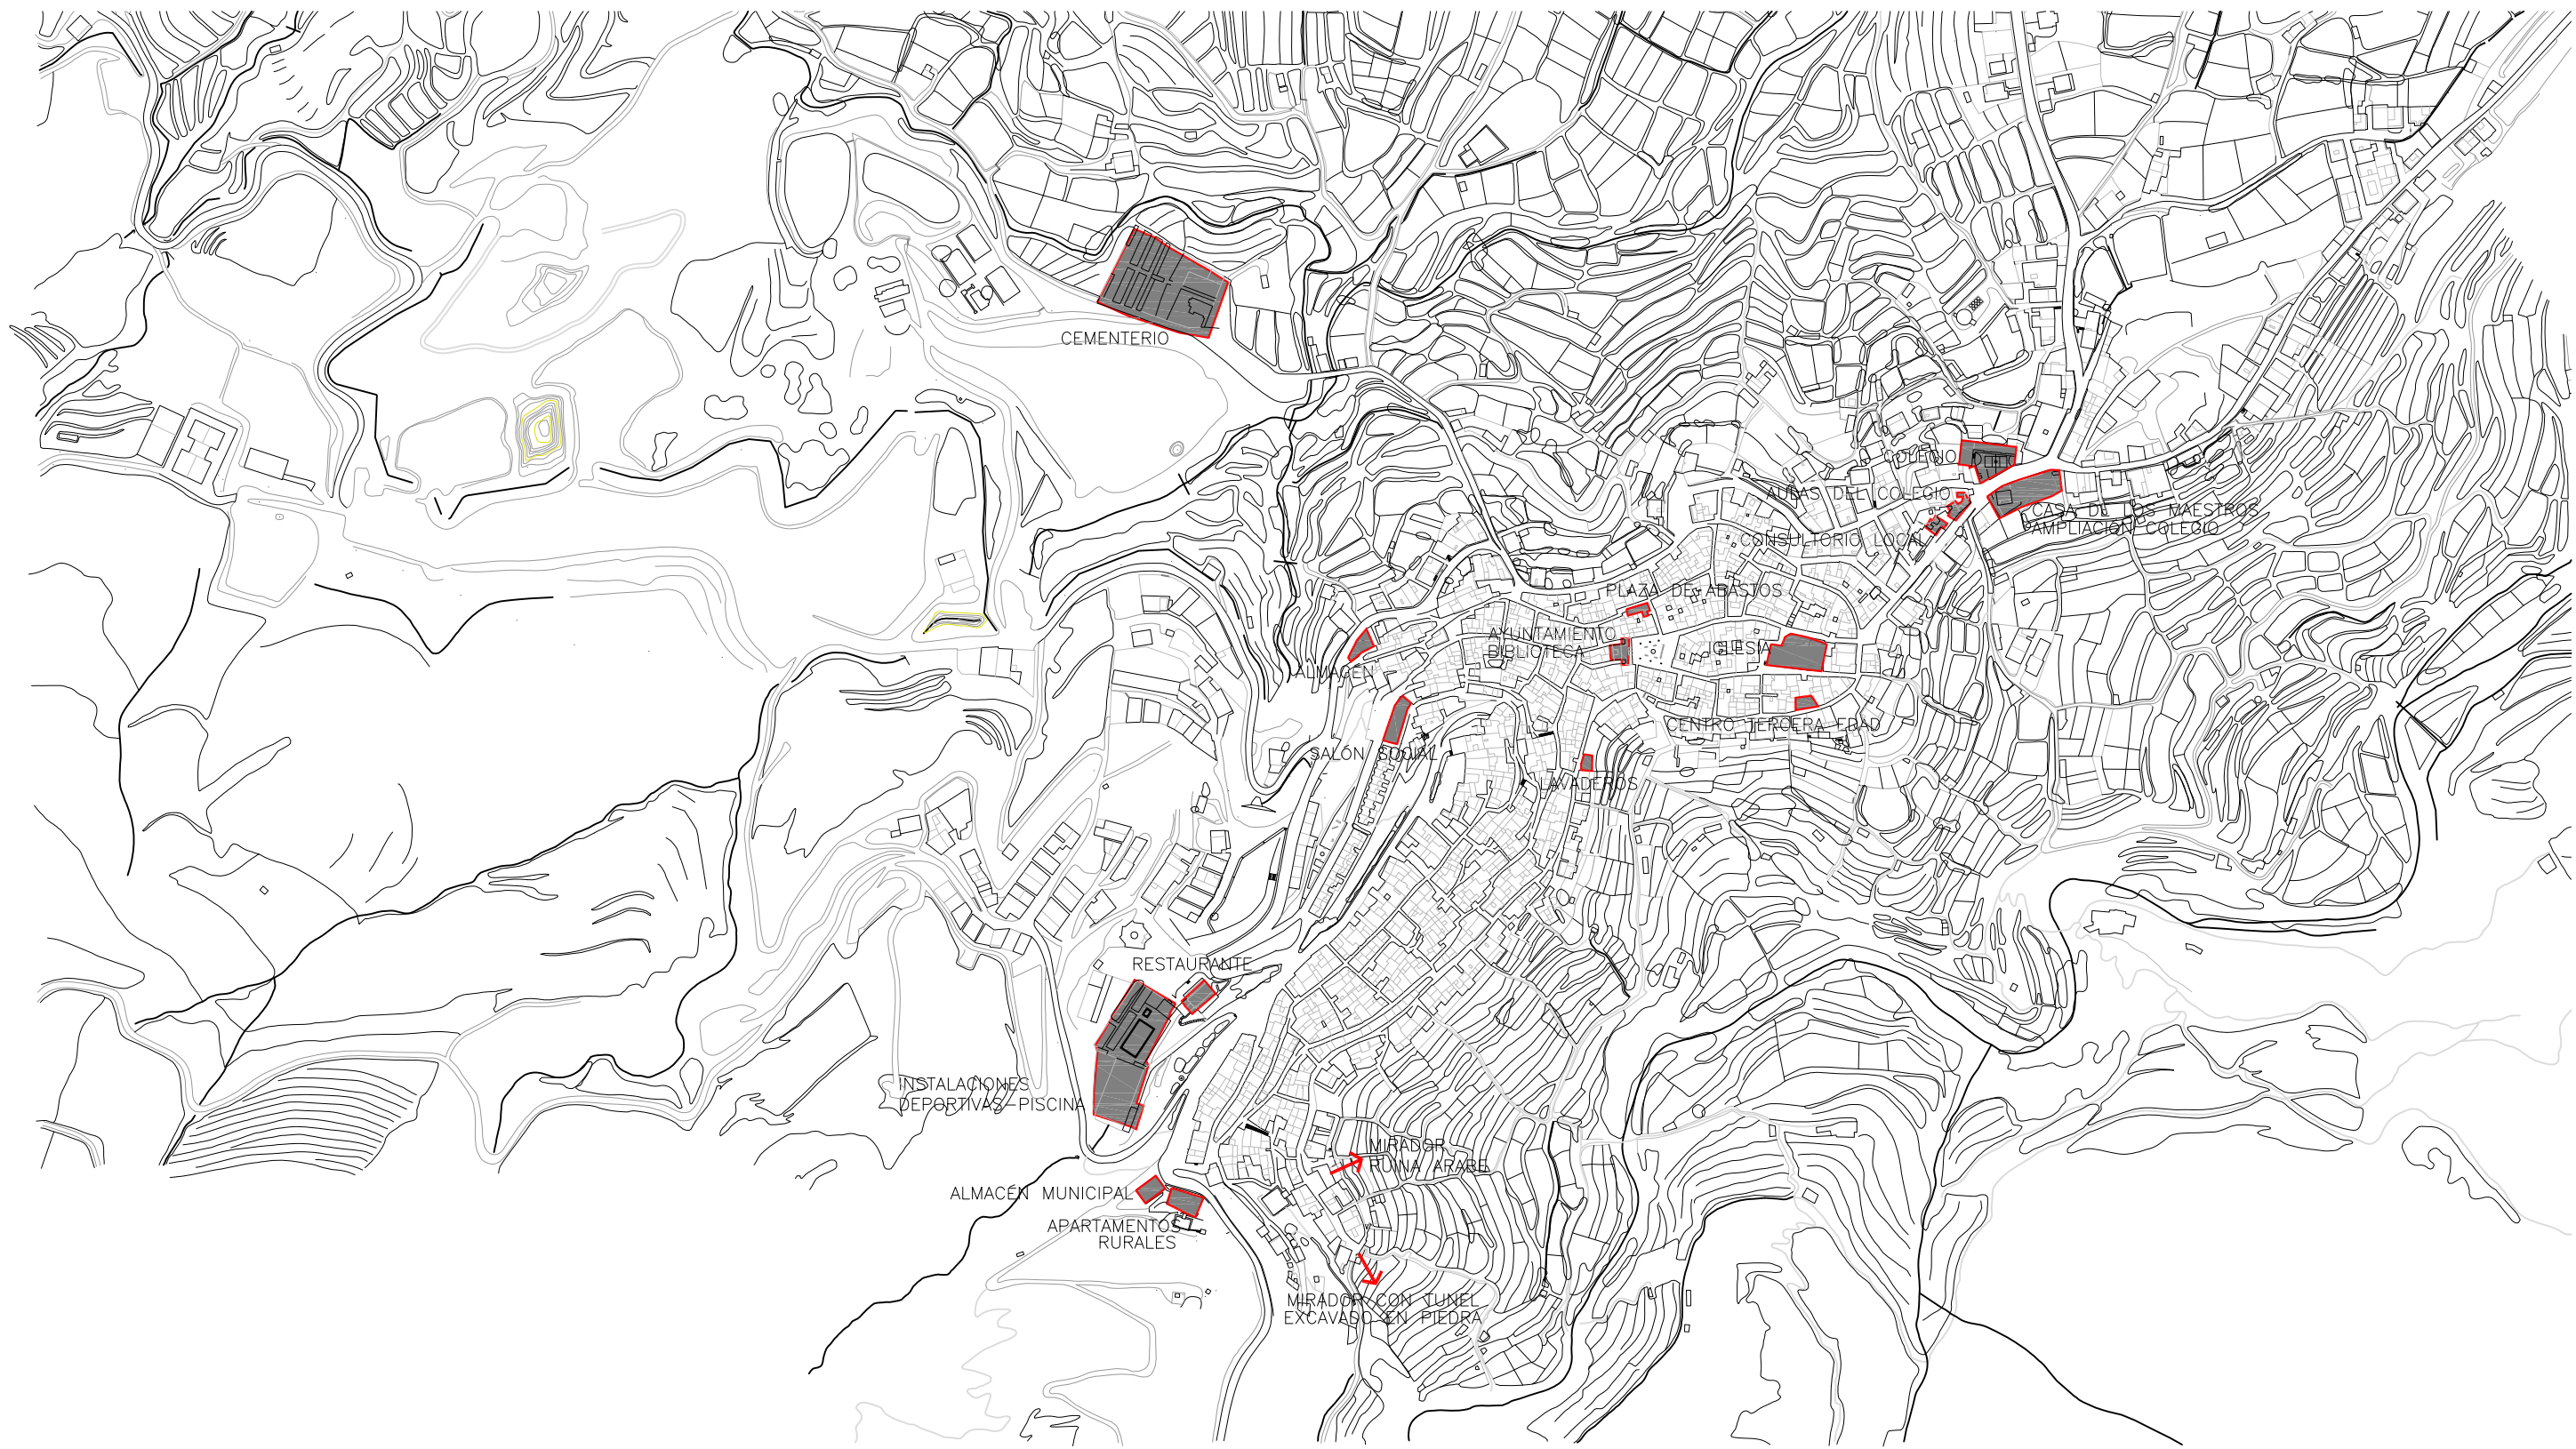 CEMENTERIO
COLEGIO
AULAS DEL COLEGIO
CASA DE LOS MAESTROS
AMPLIACIÓN COLEGIO
CONSULTORIO LOCAL
PLAZA DE ABASTOS
AYUNTAMIENTO
BIBLIOTECA
IGLESIA
ALMACÉN
CENTRO TERCERA EDAD
SALÓN SOCIAL
LAVADEROS
RESTAURANTE
INSTALACIONES
DEPORTIVAS-PISCINA
MIRADOR
RUINA ARABE
ALMACÉN MUNICIPAL
APARTAMENTOS
RURALES
MIRADOR CON TUNEL
EXCAVADO EN PIEDRA